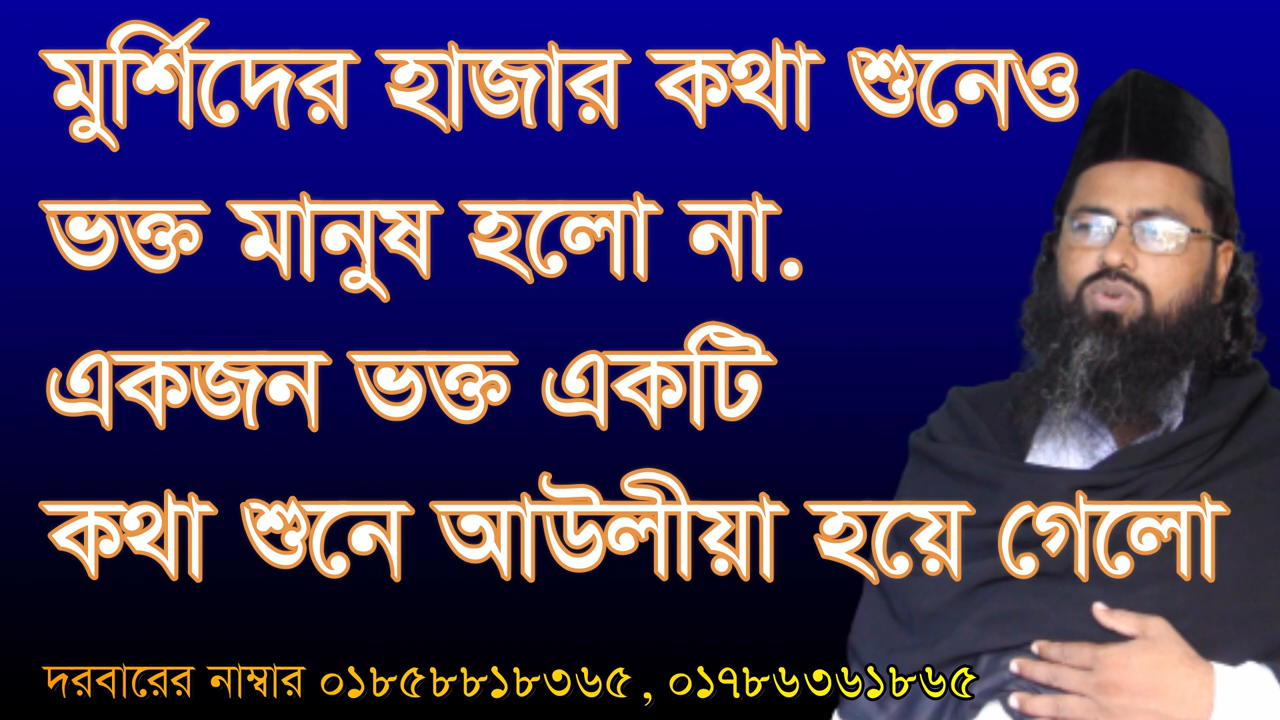 মুর্শিদের হাজার কথা শুনেও
ভক্ত মানুষ হলো না.
একজন ভক্ত একটি
কথা শুনে আউলীয়া হয়ে গেলো
দরবারের নাম্বার ০১৮৫৮৮১৮৩৬৫, ০১৭৮৬৩৬১৮৬৫